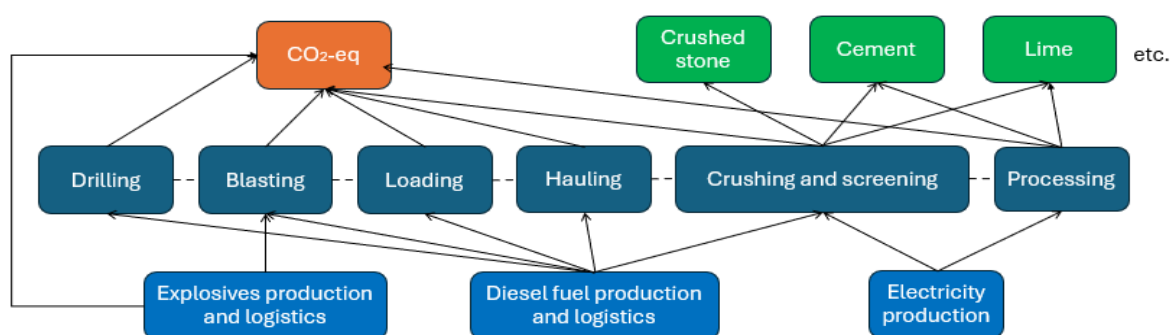 CO₂-eq
Crushed
stone
Cement
Lime
etc.
Drilling
Blasting
Loading
Hauling
Crushing and screening
Processing
Explosives production
and logistics
Diesel fuel production
and logistics
Electricity
production